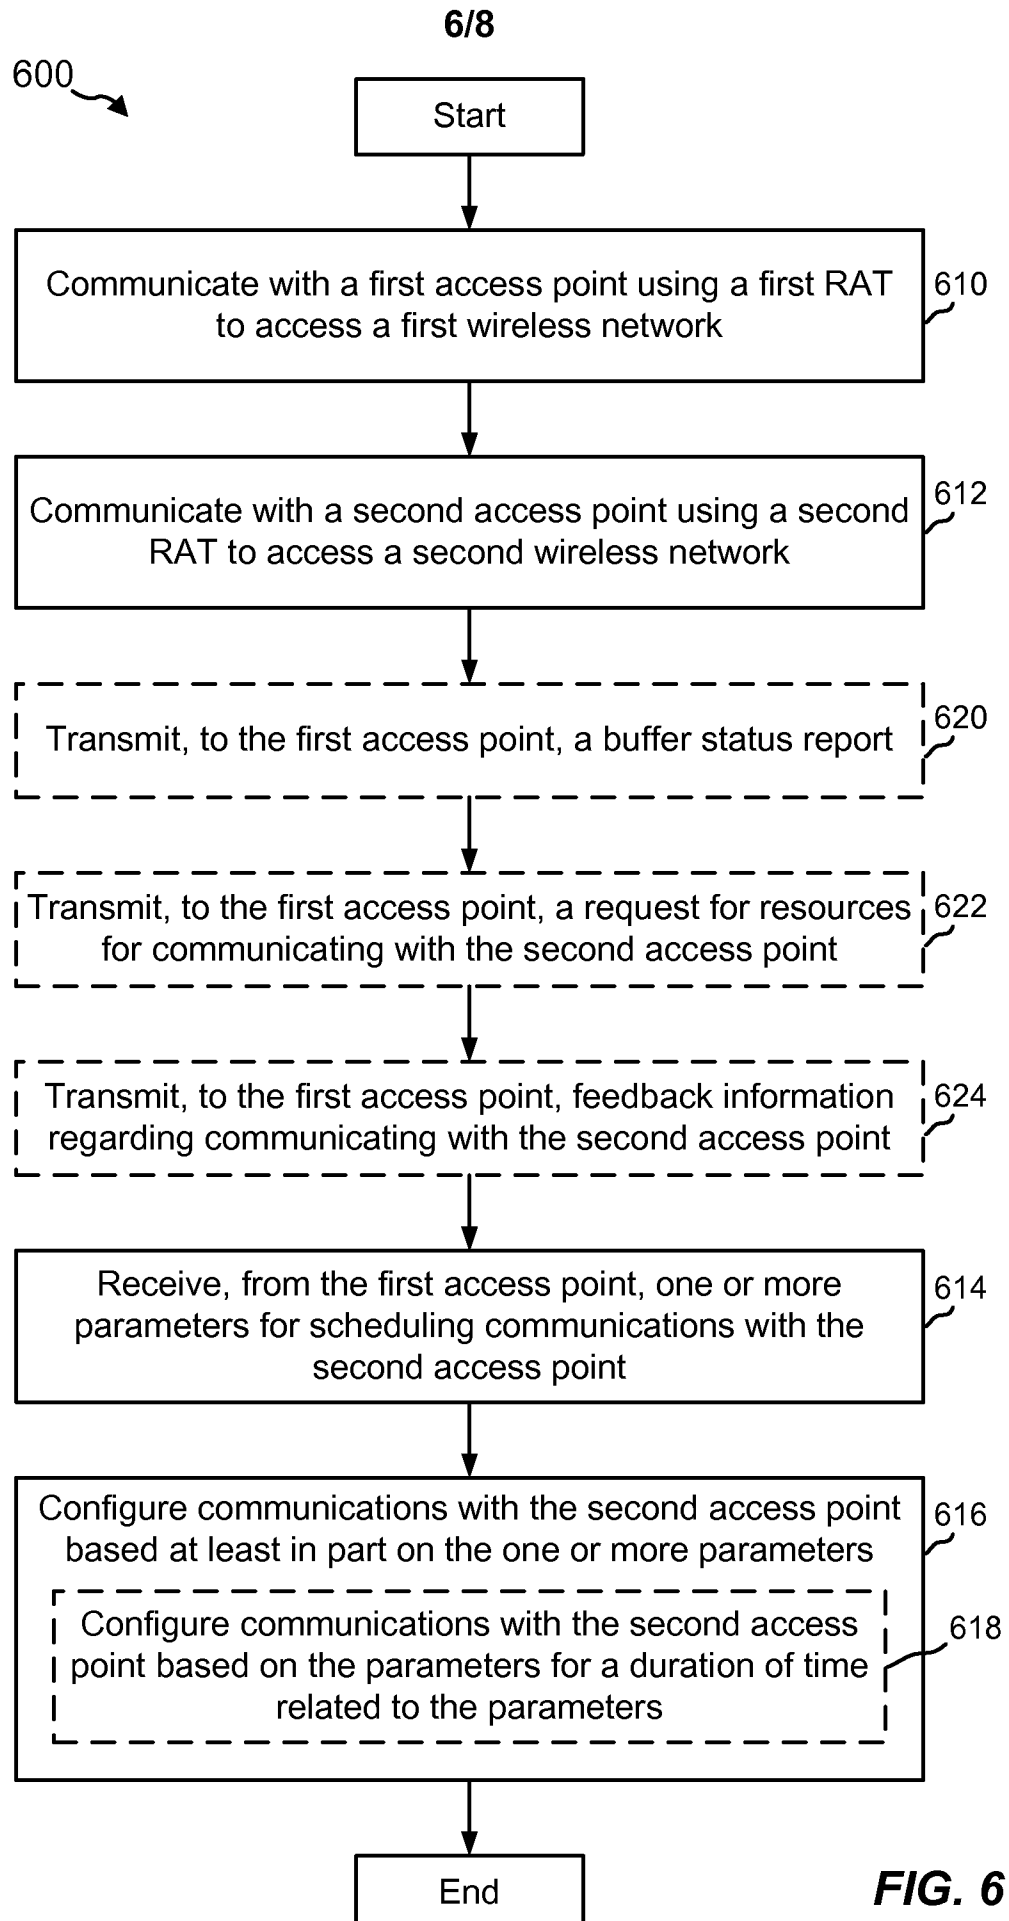 6/8
600
Start
Communicate with a first access point using a first RAT
to access a first wireless network
610
Communicate with a second access point using a second
RAT to access a second wireless network
612
Transmit, to the first access point, a buffer status report
620
Transmit, to the first access point, a request for resources
for communicating with the second access point
622
Transmit, to the first access point, feedback information
regarding communicating with the second access point
624
Receive, from the first access point, one or more
parameters for scheduling communications with the
second access point
614
Configure communications with the second access point
based at least in part on the one or more parameters
616
Configure communications with the second access
point based on the parameters for a duration of time
related to the parameters
618
End
FIG. 6